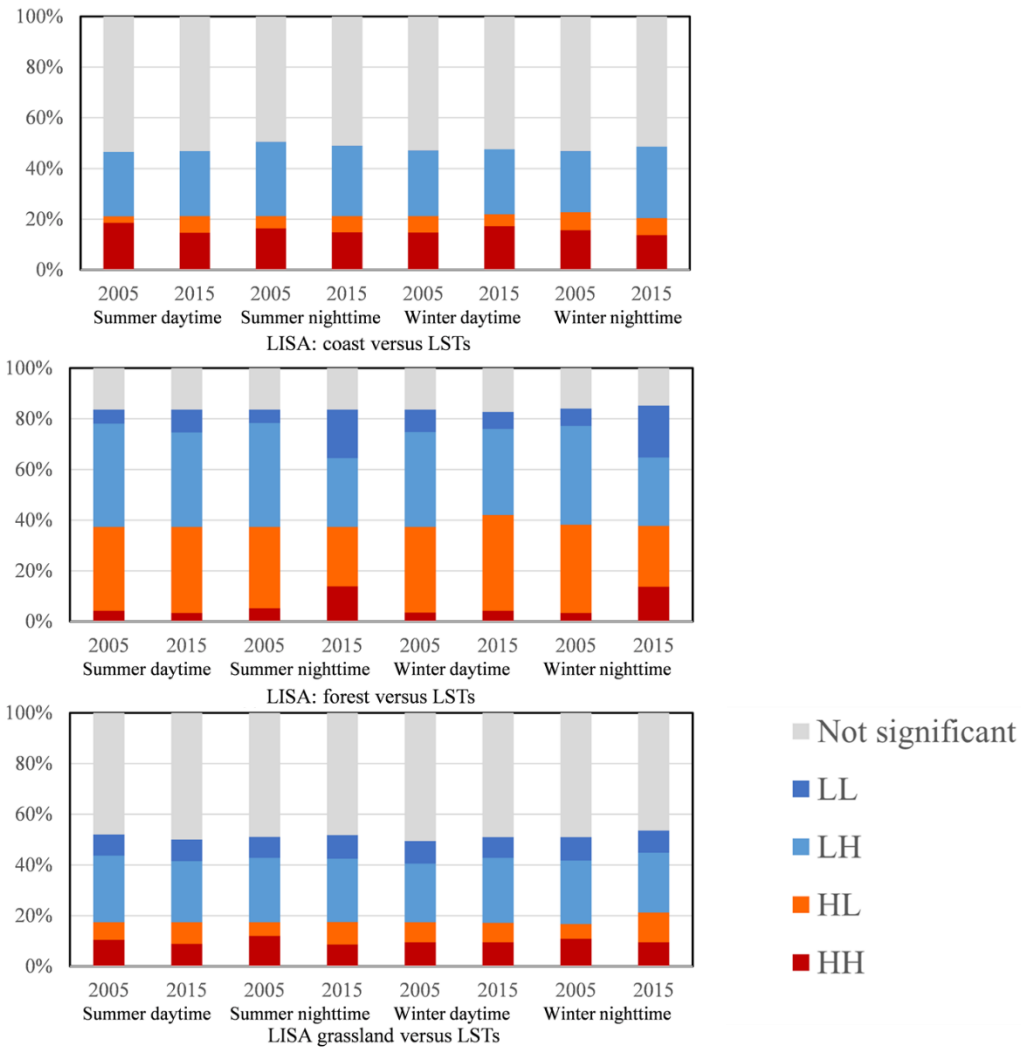 100%
80%
60%
40%
20%
0%
2005 2015 2005 2015 2005 2015 2005 2015
Summer daytime Summer nighttime Winter daytime Winter nighttime
LISA: coast versus LSTs
100%
80%
60%
40%
20%
0%
2005 2015 2005 2015 2005 2015 2005 2015
Summer daytime Summer nighttime Winter daytime Winter nighttime
LISA: forest versus LSTs
100%
80%
60%
40%
20%
0%
2005 2015 2005 2015 2005 2015 2005 2015
Summer daytime Summer nighttime Winter daytime Winter nighttime
LISA grassland versus LSTs
Not significant
LL
LH
HL
HH